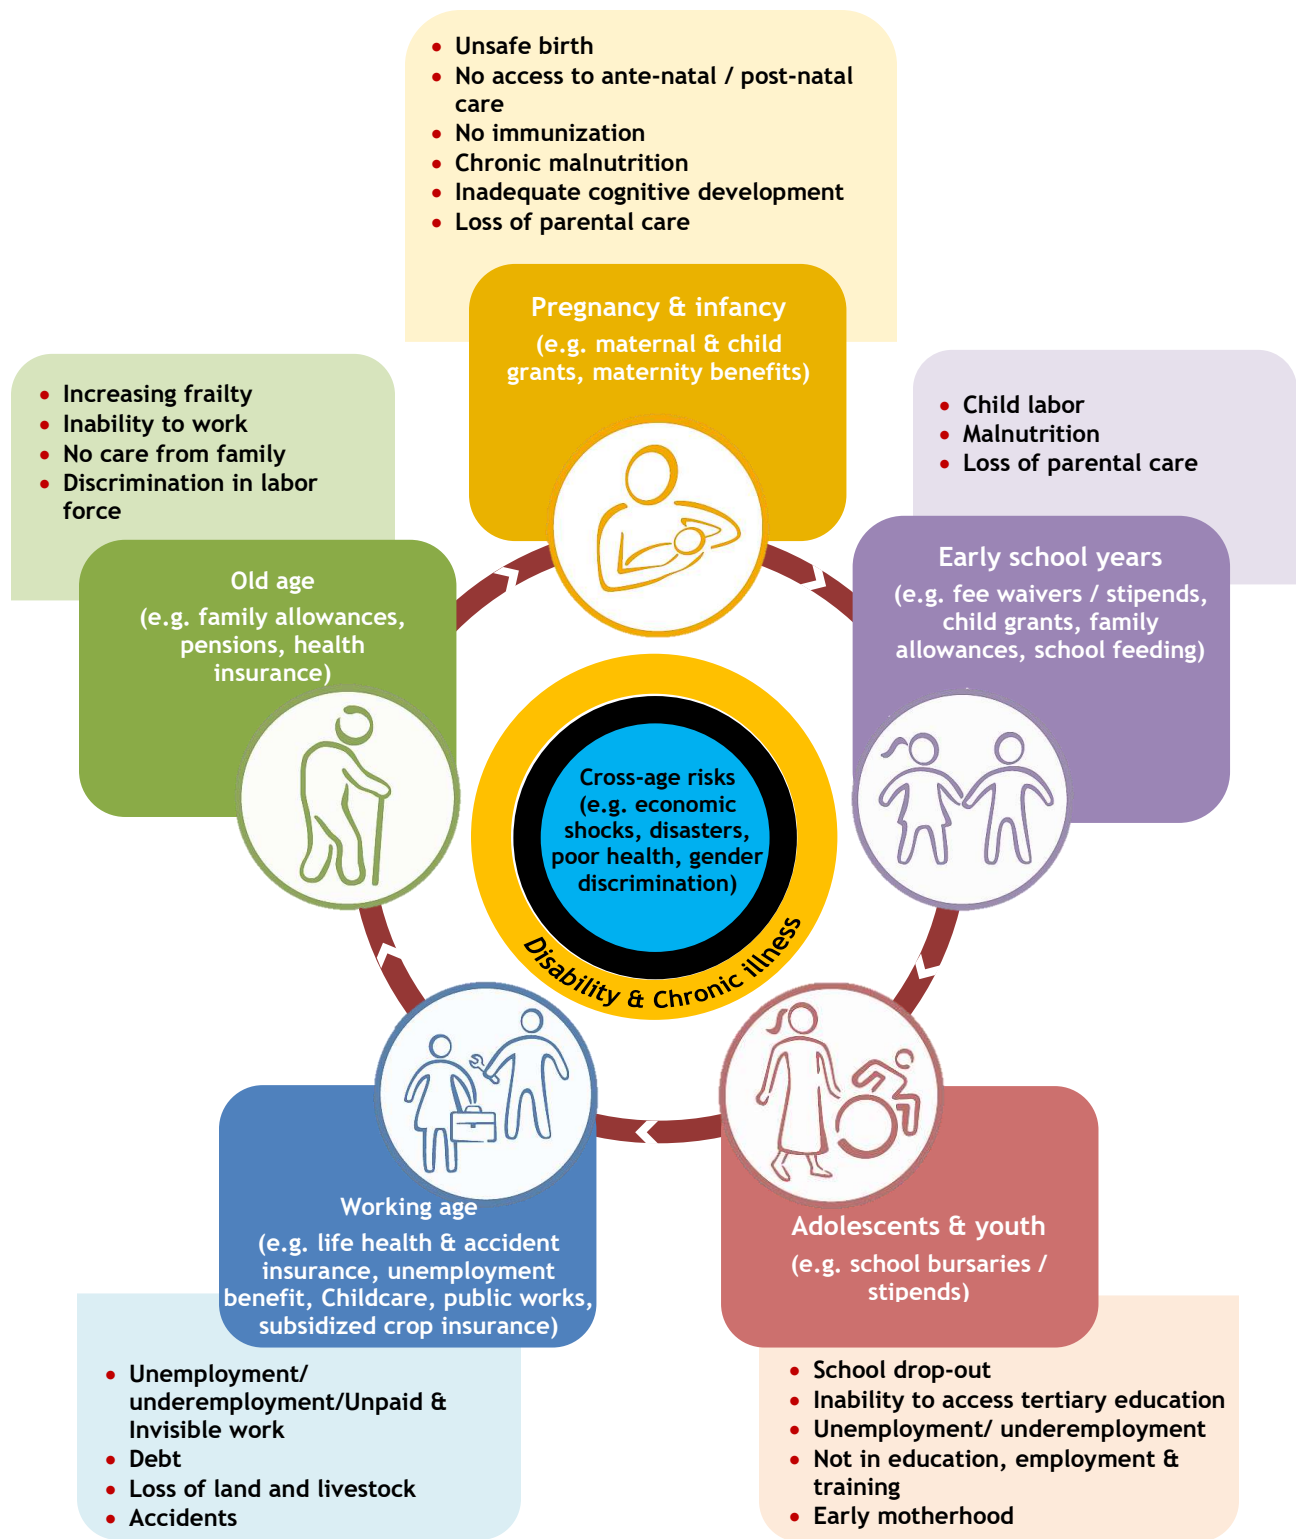 • Unsafe birth
• No access to ante-natal / post-natal
care
• No immunization
• Chronic malnutrition
• Inadequate cognitive development
• Loss of parental care
Pregnancy & infancy
(e.g. maternal & child
grants, maternity benefits)
• Child labor
• Malnutrition
• Loss of parental care
Early school years
(e.g. fee waivers / stipends,
child grants, family
allowances, school feeding)
• Increasing frailty
• Inability to work
• No care from family
• Discrimination in labor
force
Old age
(e.g. family allowances,
pensions, health
insurance)
Cross-age risks
(e.g. economic
shocks, disasters,
poor health, gender
discrimination)
Disability & Chronic illness
Working age
(e.g. life health & accident
insurance, unemployment
benefit, Childcare, public works,
subsidized crop insurance)
• Unemployment/
underemployment/Unpaid &
Invisible work
• Debt
• Loss of land and livestock
• Accidents
Adolescents & youth
(e.g. school bursaries /
stipends)
• School drop-out
• Inability to access tertiary education
• Unemployment/ underemployment
• Not in education, employment &
training
• Early motherhood